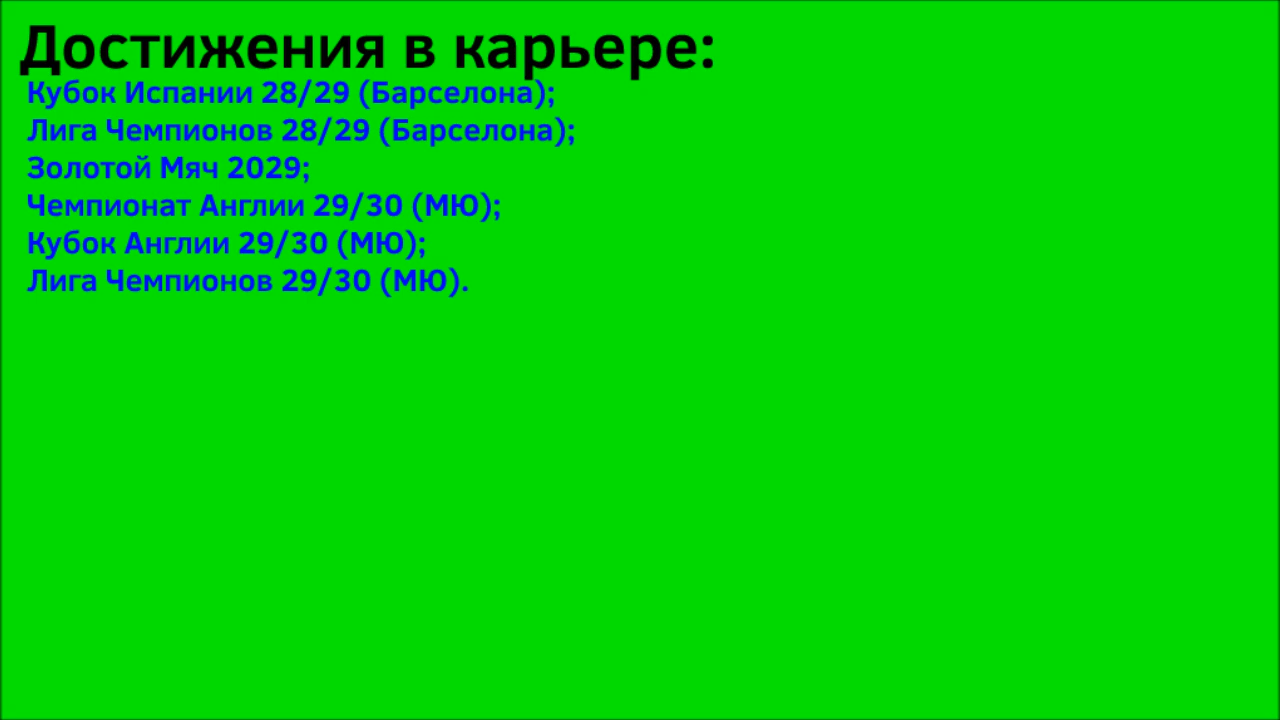 Достижения в карьере:
Кубок Испании 28/29 (Барселона);
Лига Чемпионов 28/29 (Барселона);
Золотой Мяч 2029;
Чемпионат Англии 29/30 (МЮ);
Кубок Англии 29/30 (МЮ);
Лига Чемпионов 29/30 (МЮ).